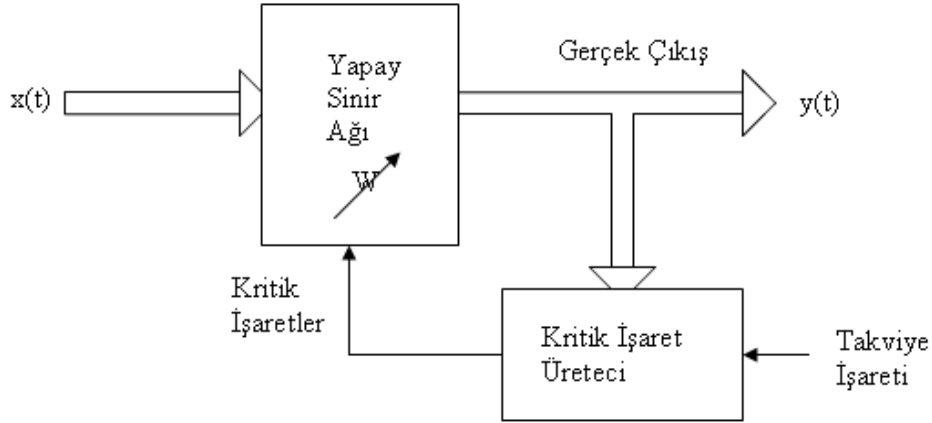 x(t)
Yapay
Sinir
Ağı
W
Gerçek Çıkış
y(t)
Kritik
İşaretler
Kritik İşaret
Üreteci
Takviye
İşareti